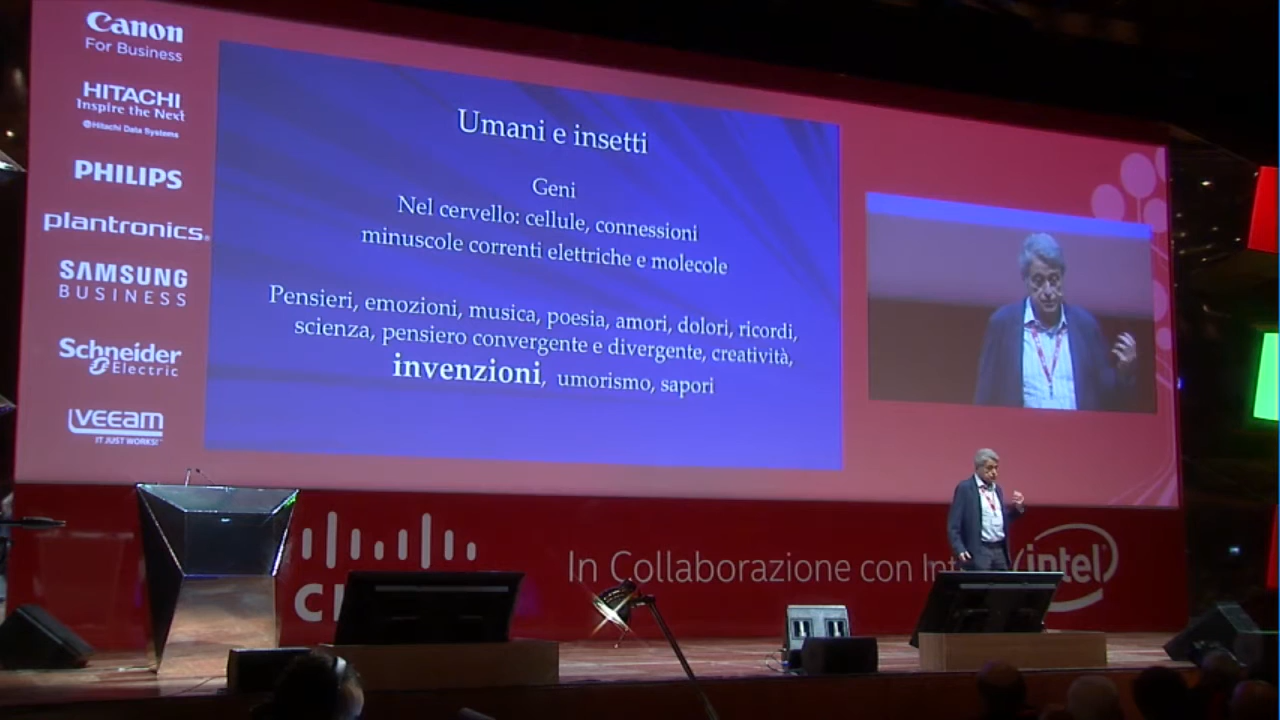 Canon
For Business
HITACHI
Inspire the Next
@Hitachi Data Systems
PHILIPS
plantronics.
SAMSUNG
BUSINESS
Schneider
Electric
veeam
IT JUST WORKS!
Umani e insetti
Geni
Nel cervello: cellule, connessioni
minuscole correnti elettriche e molecole
Pensieri, emozioni, musica, poesia, amori, dolori, ricordi,
scienza, pensiero convergente e divergente, creatività,
invenzioni, umorismo, sapori
In Collaborazione con Int
intel